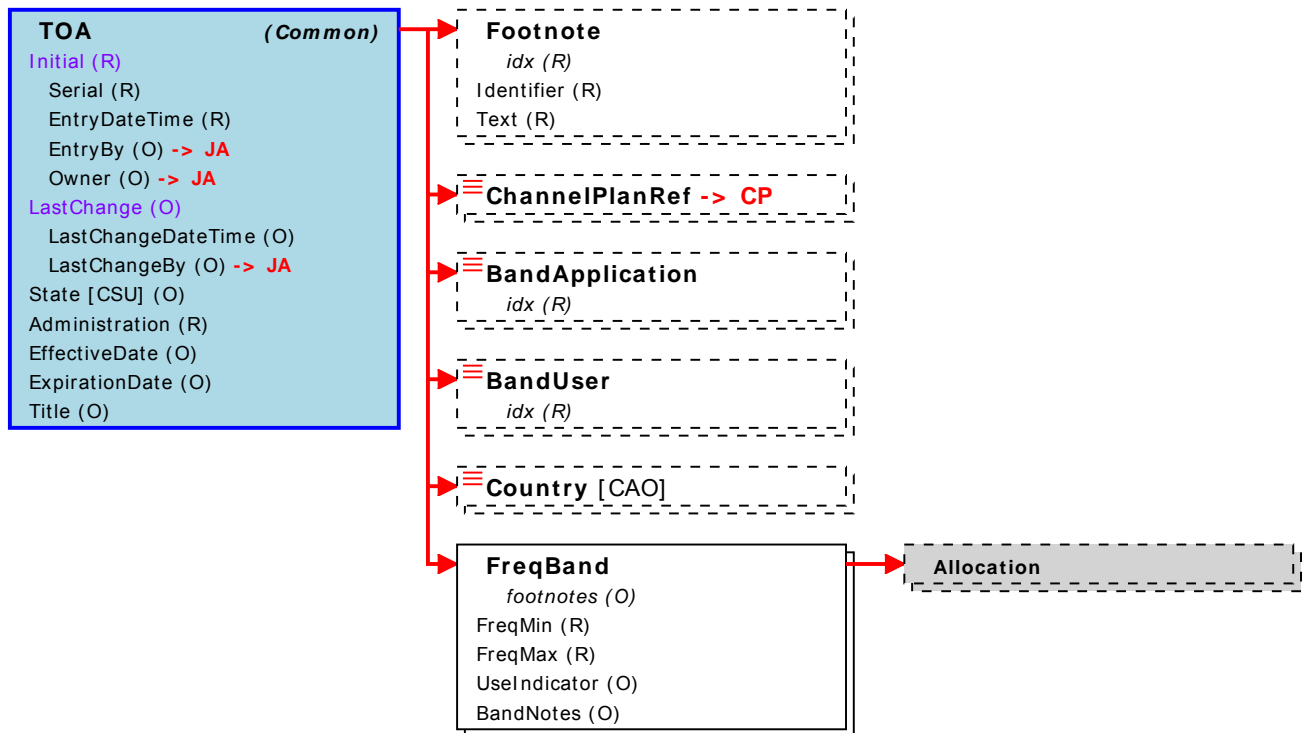 TOA (Common)
Initial (R)
Serial (R)
EntryDateTime (R)
EntryBy (O) -> JA
Owner (O) -> JA
LastChange (O)
LastChangeDateTime (O)
LastChangeBy (O) -> JA
State [CSU] (O)
Administration (R)
EffectiveDate (O)
ExpirationDate (O)
Title (O)
Footnote
idx (R)
Identifier (R)
Text (R)
ChannelPlanRef -> CP
BandApplication
idx (R)
BandUser
idx (R)
Country [CAO]
FreqBand
footnotes (O)
FreqMin (R)
FreqMax (R)
UseIndicator (O)
BandNotes (O)
Allocation